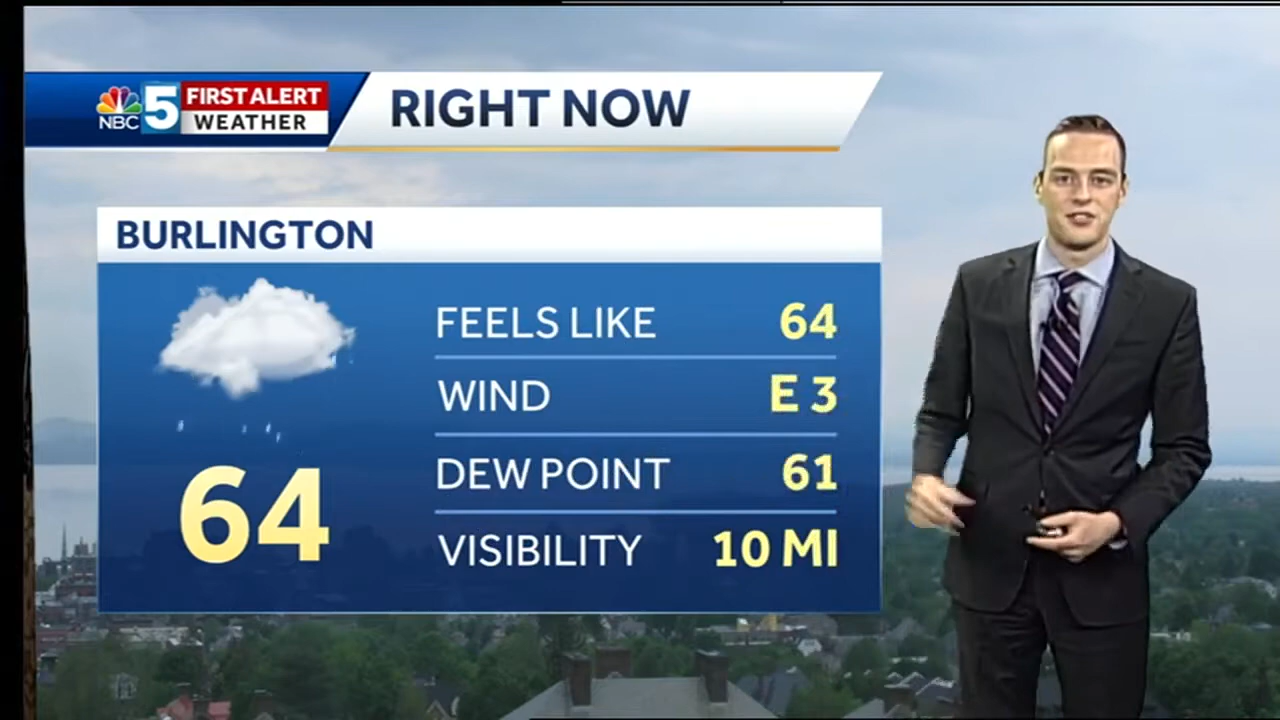 NBC 5 FIRST ALERT WEATHER
RIGHT NOW
BURLINGTON
64
FEELS LIKE 64
WIND E 3
DEW POINT 61
VISIBILITY 10 MI